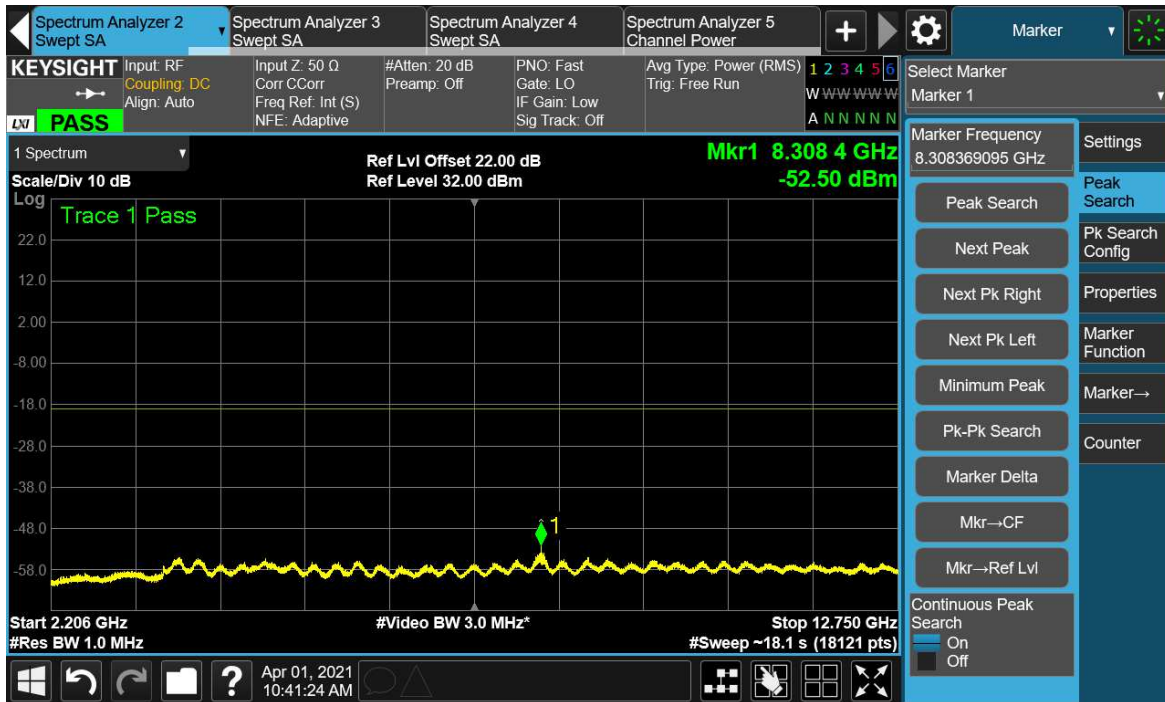 Spectrum Analyzer 2
Swept SA
Spectrum Analyzer 3
Swept SA
Spectrum Analyzer 4
Swept SA
Spectrum Analyzer 5
Channel Power
+
Marker
KEYSIGHT
LXI PASS
Input: RF
Coupling: DC
Align: Auto
Input Z: 50 Ω
Corr CCorr
Freq Ref: Int (S)
NFE: Adaptive
#Atten: 20 dB
Preamp: Off
PNO: Fast
Gate: LO
IF Gain: Low
Sig Track: Off
Avg Type: Power (RMS)
Trig: Free Run
1 2 3 4 5 6
W W W W W W
A N N N N N
Select Marker
Marker 1
1 Spectrum
Scale/Div 10 dB
Log
Ref Lvl Offset 22.00 dB
Ref Level 32.00 dBm
Mkr1 8.308 4 GHz
-52.50 dBm
Trace 1 Pass
22.0
12.0
2.00
-8.00
-18.0
-28.0
-38.0
-48.0
-58.0
1
Start 2.206 GHz
#Res BW 1.0 MHz
#Video BW 3.0 MHz*
Stop 12.750 GHz
#Sweep ~18.1 s (18121 pts)
Marker Frequency
8.308369095 GHz
Peak Search
Next Peak
Next Pk Right
Next Pk Left
Minimum Peak
Pk-Pk Search
Marker Delta
Mkr→CF
Mkr→Ref Lvl
Continuous Peak
Search
On
Off
Settings
Peak
Search
Pk Search
Config
Properties
Marker
Function
Marker→
Counter
?
Apr 01, 2021
10:41:24 AM